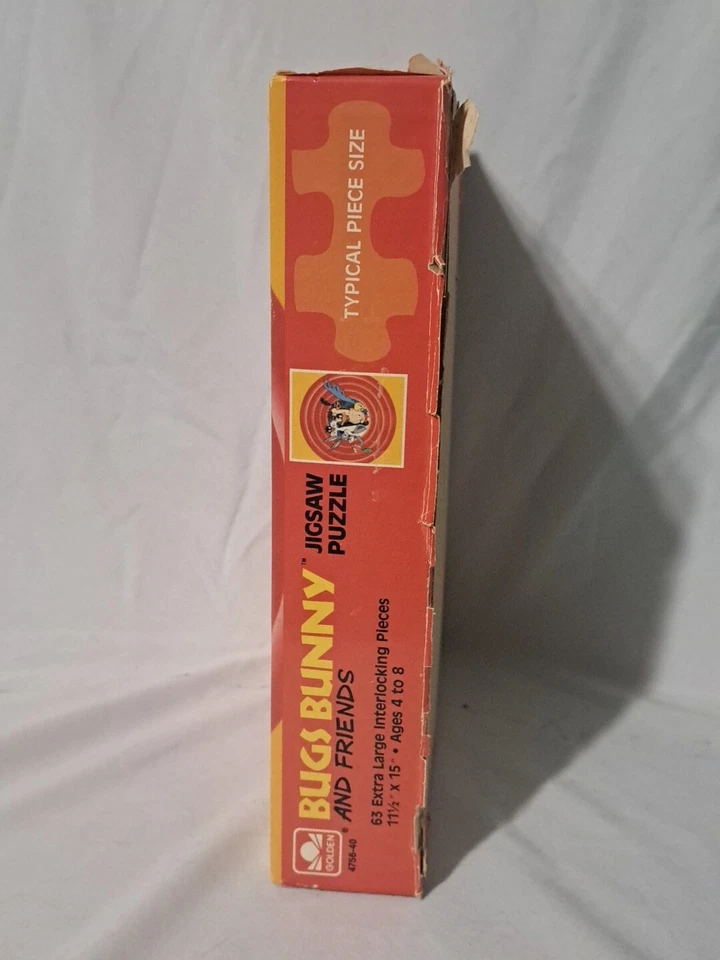 GOLDEN
®
4756-40
BUGS BUNNY™
AND FRIENDS
JIGSAW
PUZZLE
63 Extra Large Interlocking Pieces
11½" X 15" • Ages 4 to 8
TYPICAL PIECE SIZE